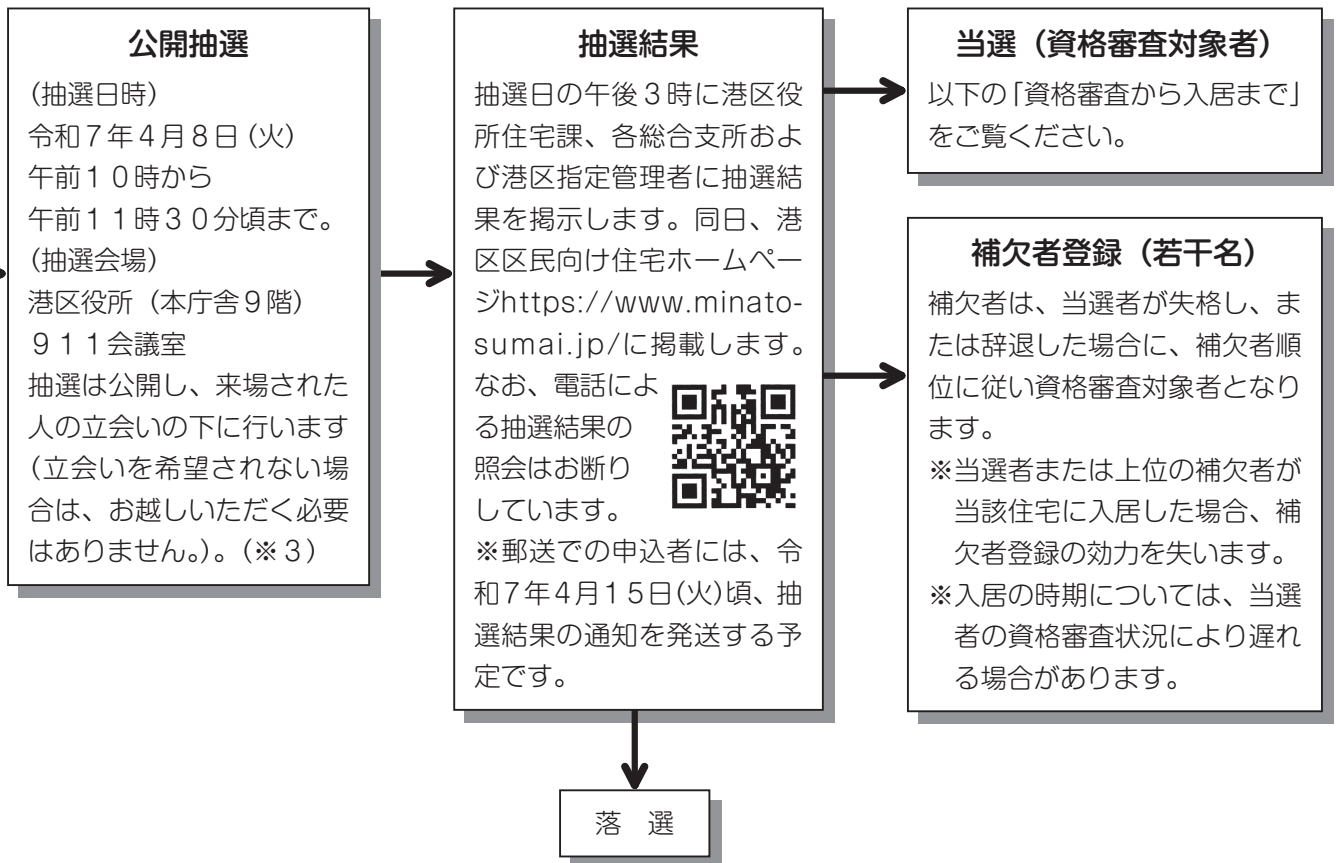 公開抽選
(抽選日時)
令和７年４月８日(火)
午前１０時から
午前１１時３０分頃まで。
(抽選会場)
港区役所（本庁舎９階）
９１１会議室
抽選は公開し、来場された
人の立会いの下に行います
(立会いを希望されない場
合は、お越しいただく必要
はありません。)。(※３)
抽選結果
抽選日の午後３時に港区役
所住宅課、各総合支所およ
び港区指定管理者に抽選結
果を掲示します。同日、港
区区民向け住宅ホームペー
ジhttps://www.minato-
sumai.jp/に掲載します。
なお、電話によ
る抽選結果の
照会はお断り
しています。
※郵送での申込者には、令
和７年４月１５日(火)頃、抽
選結果の通知を発送する予
定です。
当選（資格審査対象者）
以下の「資格審査から入居まで」
をご覧ください。
補欠者登録（若干名）
補欠者は、当選者が失格し、ま
たは辞退した場合に、補欠者順
位に従い資格審査対象者となり
ます。
※当選者または上位の補欠者が
当該住宅に入居した場合、補
欠者登録の効力を失います。
※入居の時期については、当選
者の資格審査状況により遅れ
る場合があります。
落　選